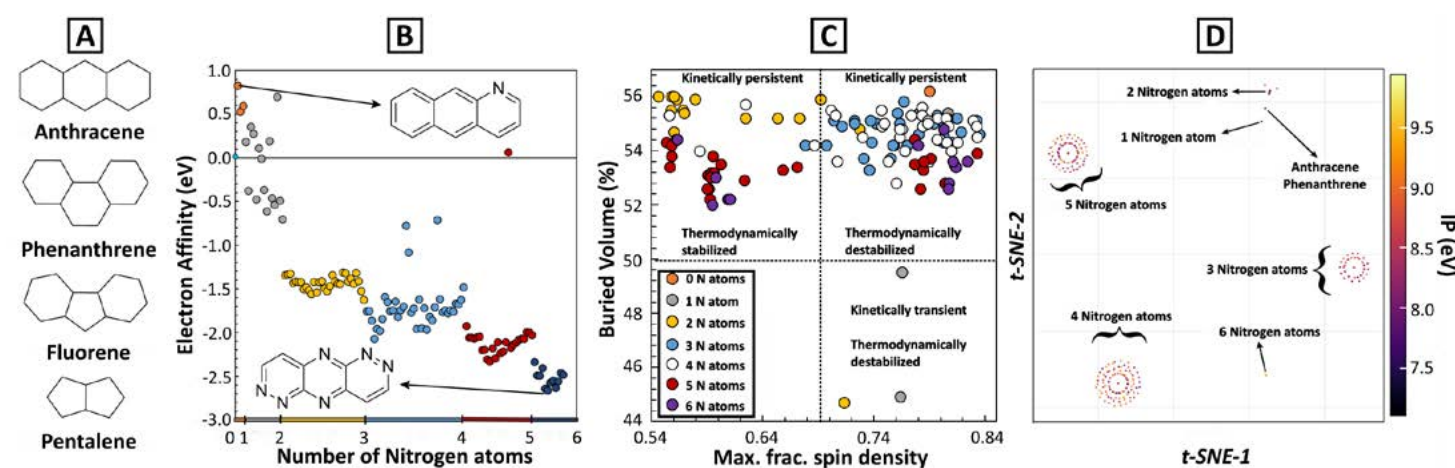 A
Anthracene
Phenanthrene
Fluorene
Pentalene
B
Electron Affinity (eV)
1.0
0.5
0.0
-0.5
-1.0
-1.5
-2.0
-2.5
-3.0
N
N
N
N
N
N
N
0 1 2 3 4 5 6
Number of Nitrogen atoms
C
Buried Volume (%)
56
54
52
50
48
46
44
Kinetically persistent
Kinetically persistent
Thermodynamically
stabilized
Thermodynamically
destabilized
0 N atoms
1 N atom
2 N atoms
3 N atoms
4 N atoms
5 N atoms
6 N atoms
Kinetically transient
Thermodynamically
destabilized
0.54 0.64 0.74 0.84
Max. frac. spin density
D
t-SNE-2
2 Nitrogen atoms
1 Nitrogen atom
Anthracene
Phenanthrene
5 Nitrogen atoms
3 Nitrogen atoms
4 Nitrogen atoms
6 Nitrogen atoms
t-SNE-1
9.5
9.0
8.5
8.0
7.5
IP (eV)